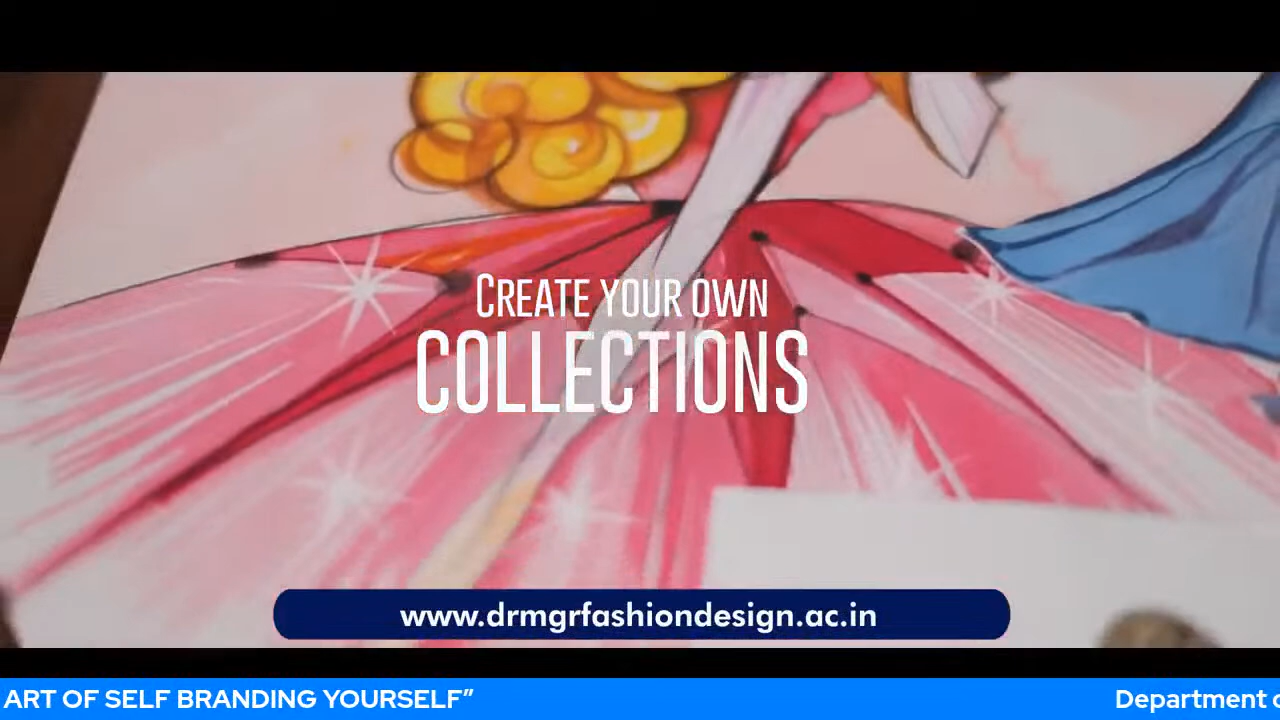 CREATE YOUR OWN
COLLECTIONS
www.drmgrfashiondesign.ac.in
ART OF SELF BRANDING YOURSELF”
Department